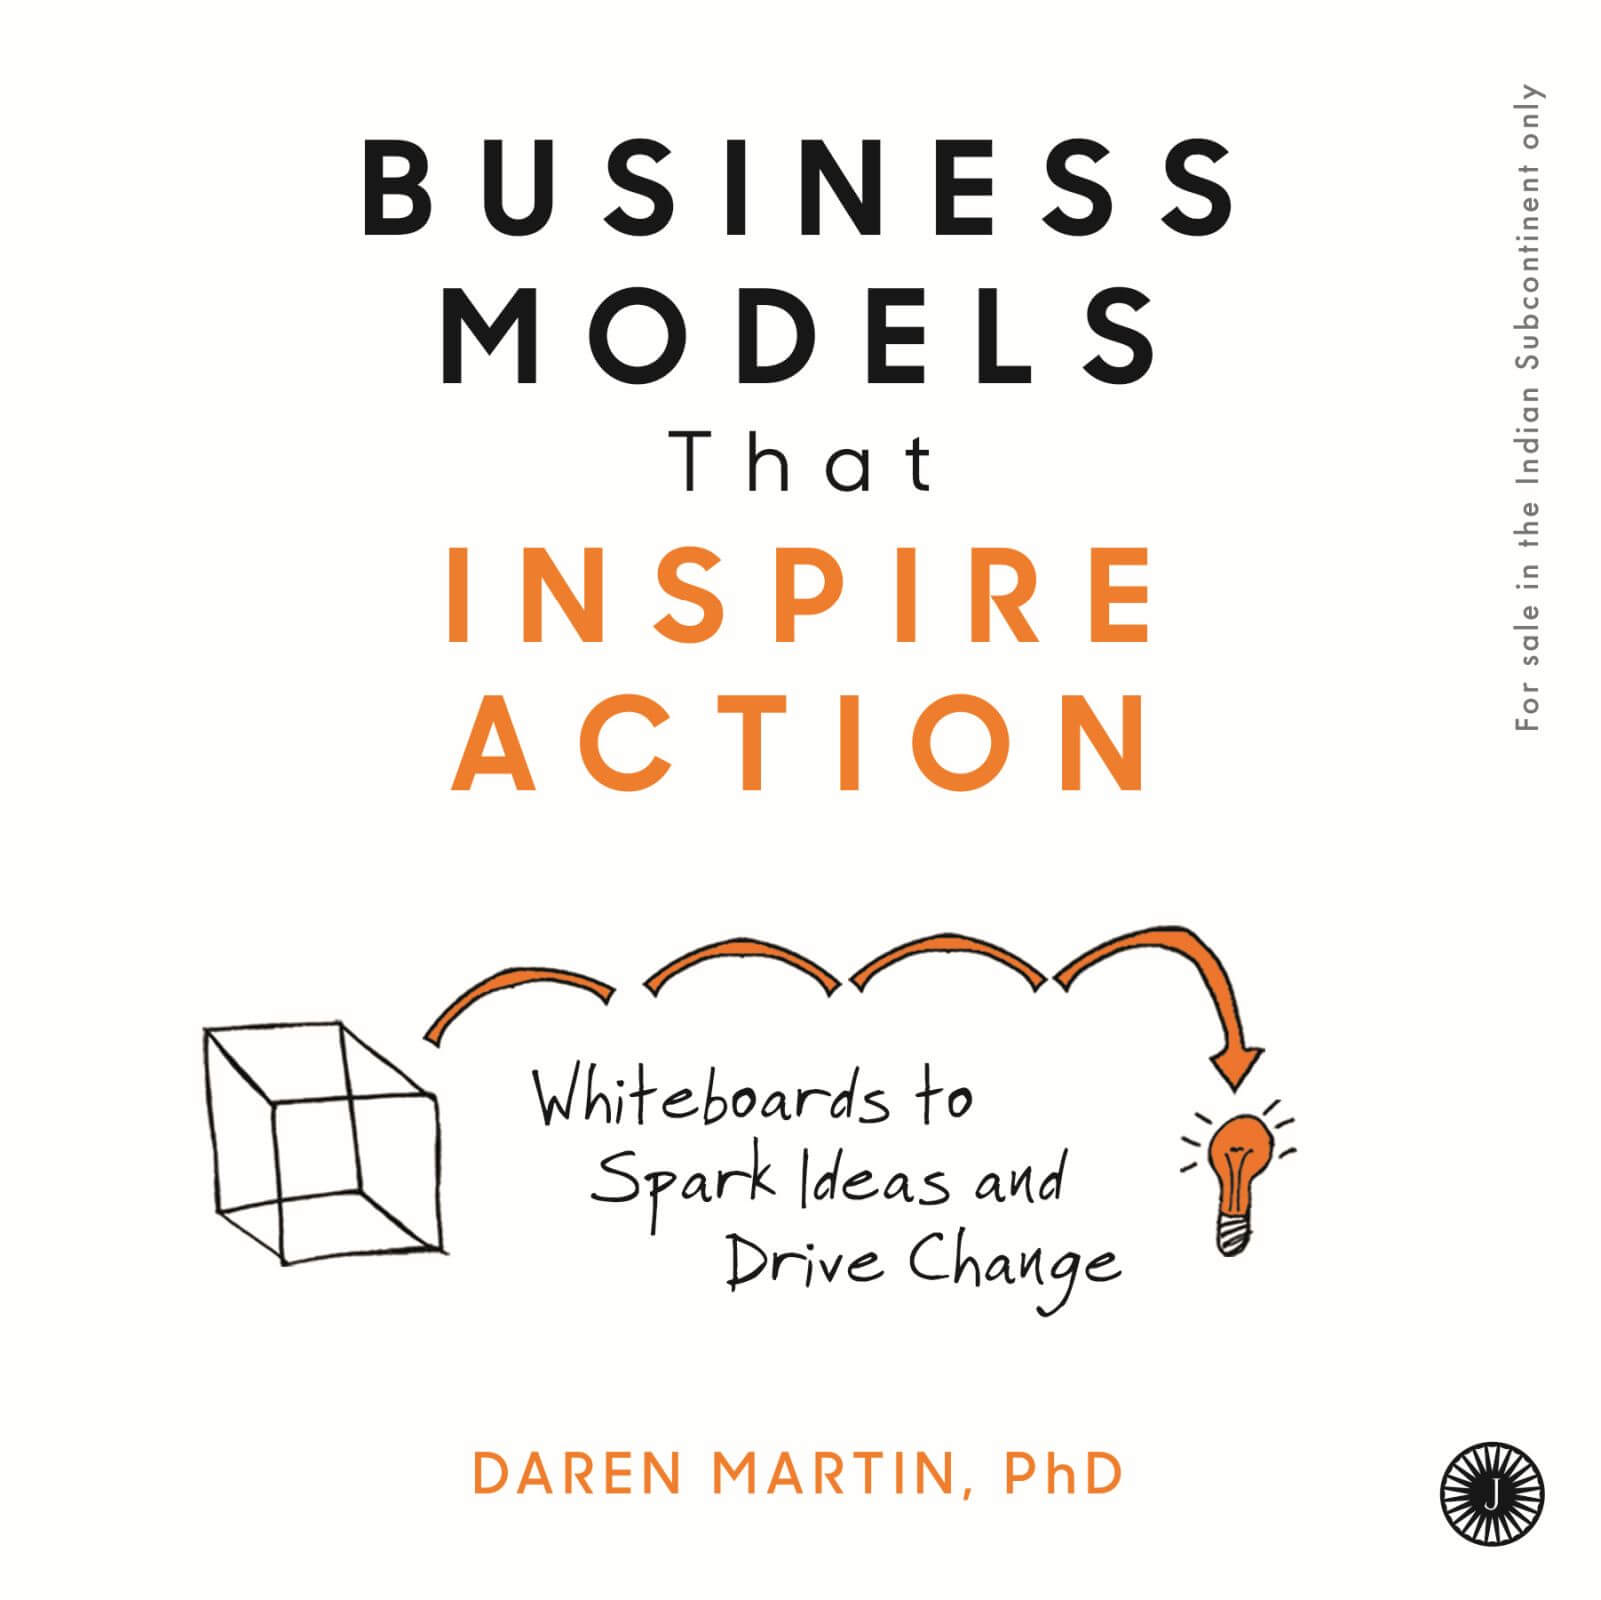 BUSINESS
MODELS
That
INSPIRE
ACTION
For sale in the Indian Subcontinent only
Whiteboards to
Spark Ideas and
Drive Change
DAREN MARTIN, PhD
J